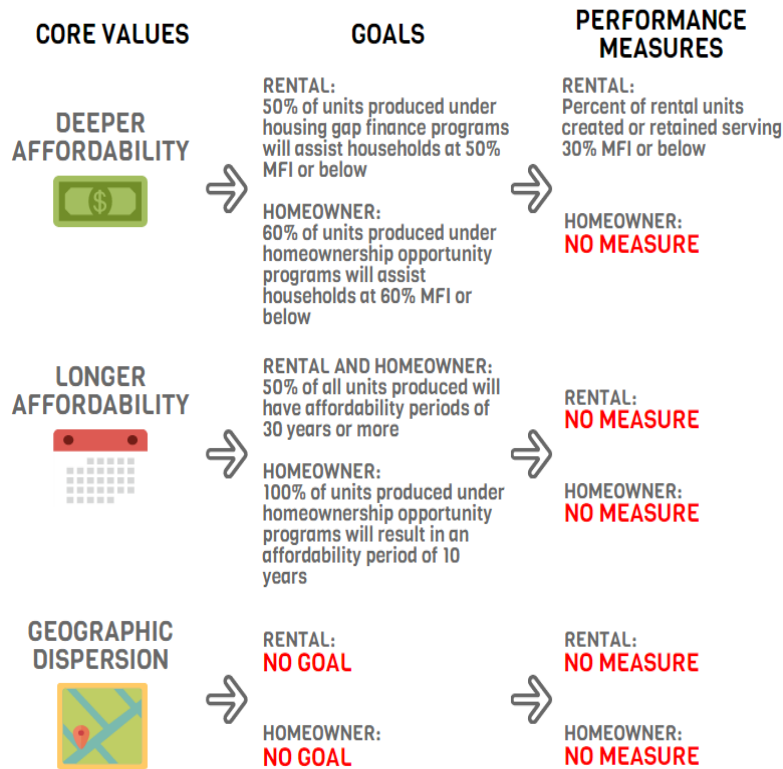 CORE VALUES
GOALS
PERFORMANCE
MEASURES
DEEPER
AFFORDABILITY
$
RENTAL:
50% of units produced under
housing gap finance programs
will assist households at 50%
MFI or below
HOMEOWNER:
60% of units produced under
homeownership opportunity
programs will assist
households at 60% MFI or
below
RENTAL:
Percent of rental units
created or retained serving
30% MFI or below
HOMEOWNER:
NO MEASURE
LONGER
AFFORDABILITY
RENTAL AND HOMEOWNER:
50% of all units produced will
have affordability periods of
30 years or more
HOMEOWNER:
100% of units produced under
homeownership opportunity
programs will result in an
affordability period of 10
years
RENTAL:
NO MEASURE
HOMEOWNER:
NO MEASURE
GEOGRAPHIC
DISPERSION
RENTAL:
NO GOAL
HOMEOWNER:
NO GOAL
RENTAL:
NO MEASURE
HOMEOWNER:
NO MEASURE